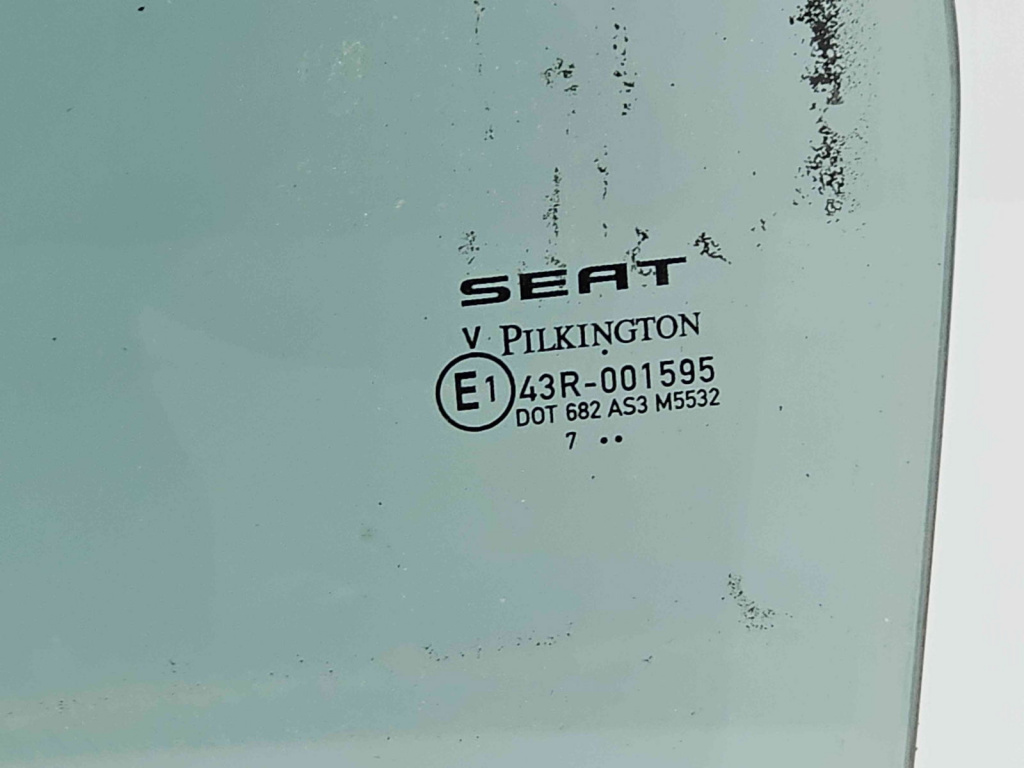 SEAT
V PILKINGTON
E1 43R-001595
DOT 682 AS3 M5532
7 ••